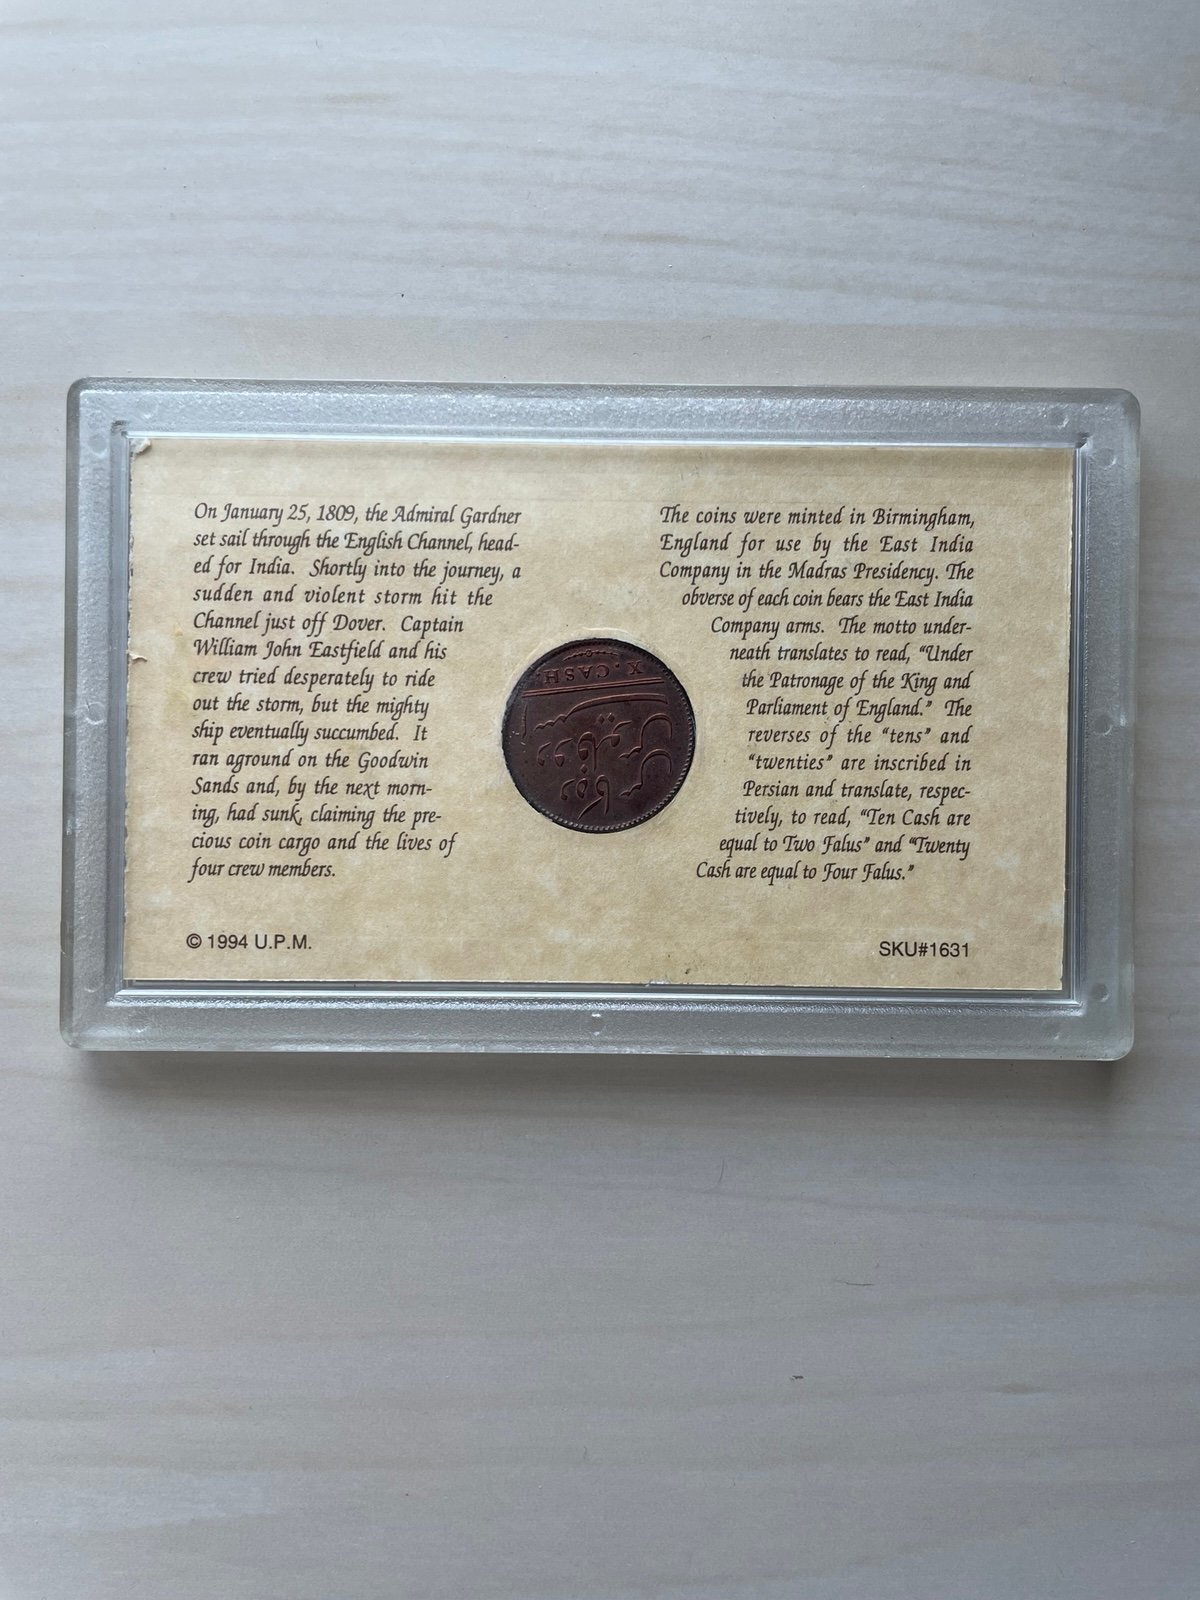 On January 25, 1809, the Admiral Gardner
set sail through the English Channel, head-
ed for India. Shortly into the journey, a
sudden and violent storm hit the
Channel just off Dover. Captain
William John Eastfield and his
crew tried desperately to ride
out the storm, but the mighty
ship eventually succumbed. It
ran aground on the Goodwin
Sands and, by the next morn-
ing, had sunk, claiming the pre-
cious coin cargo and the lives of
four crew members.
© 1994 U.P.M.
X. CASH.
The coins were minted in Birmingham,
England for use by the East India
Company in the Madras Presidency. The
obverse of each coin bears the East India
Company arms. The motto under-
neath translates to read, “Under
the Patronage of the King and
Parliament of England.” The
reverses of the “tens” and
“twenties” are inscribed in
Persian and translate, respec-
tively, to read, “Ten Cash are
equal to Two Falus” and “Twenty
Cash are equal to Four Falus.”
SKU#1631